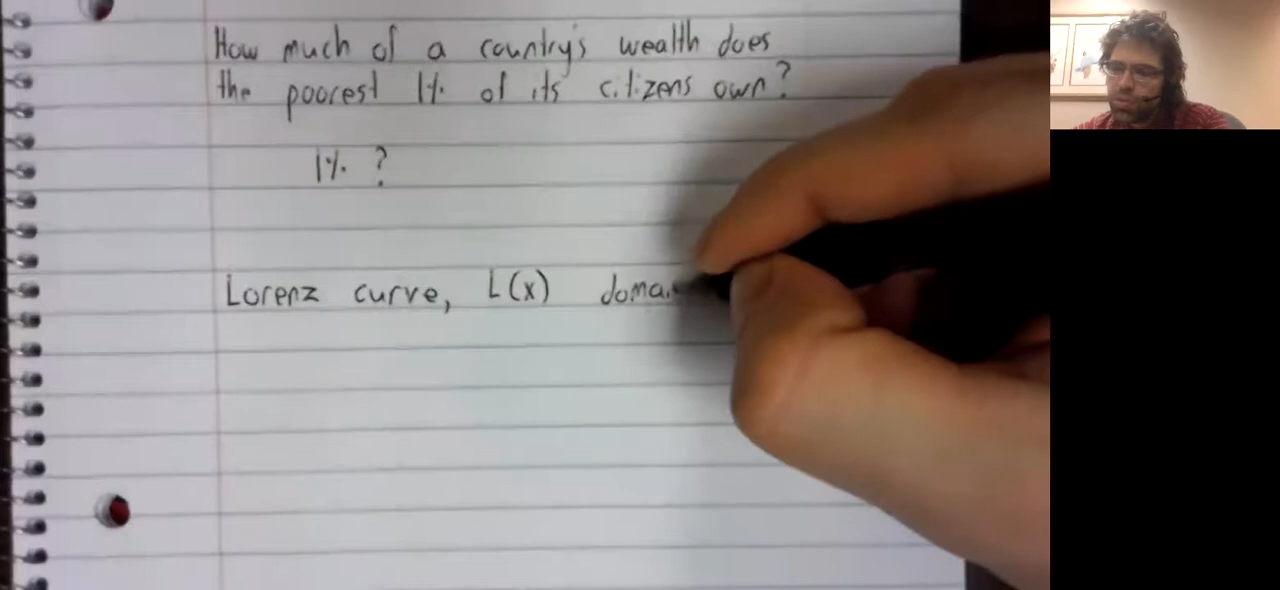 How much of a country's wealth does
the poorest 1% of its citizens own?
1% ?
Lorenz curve, L(x)